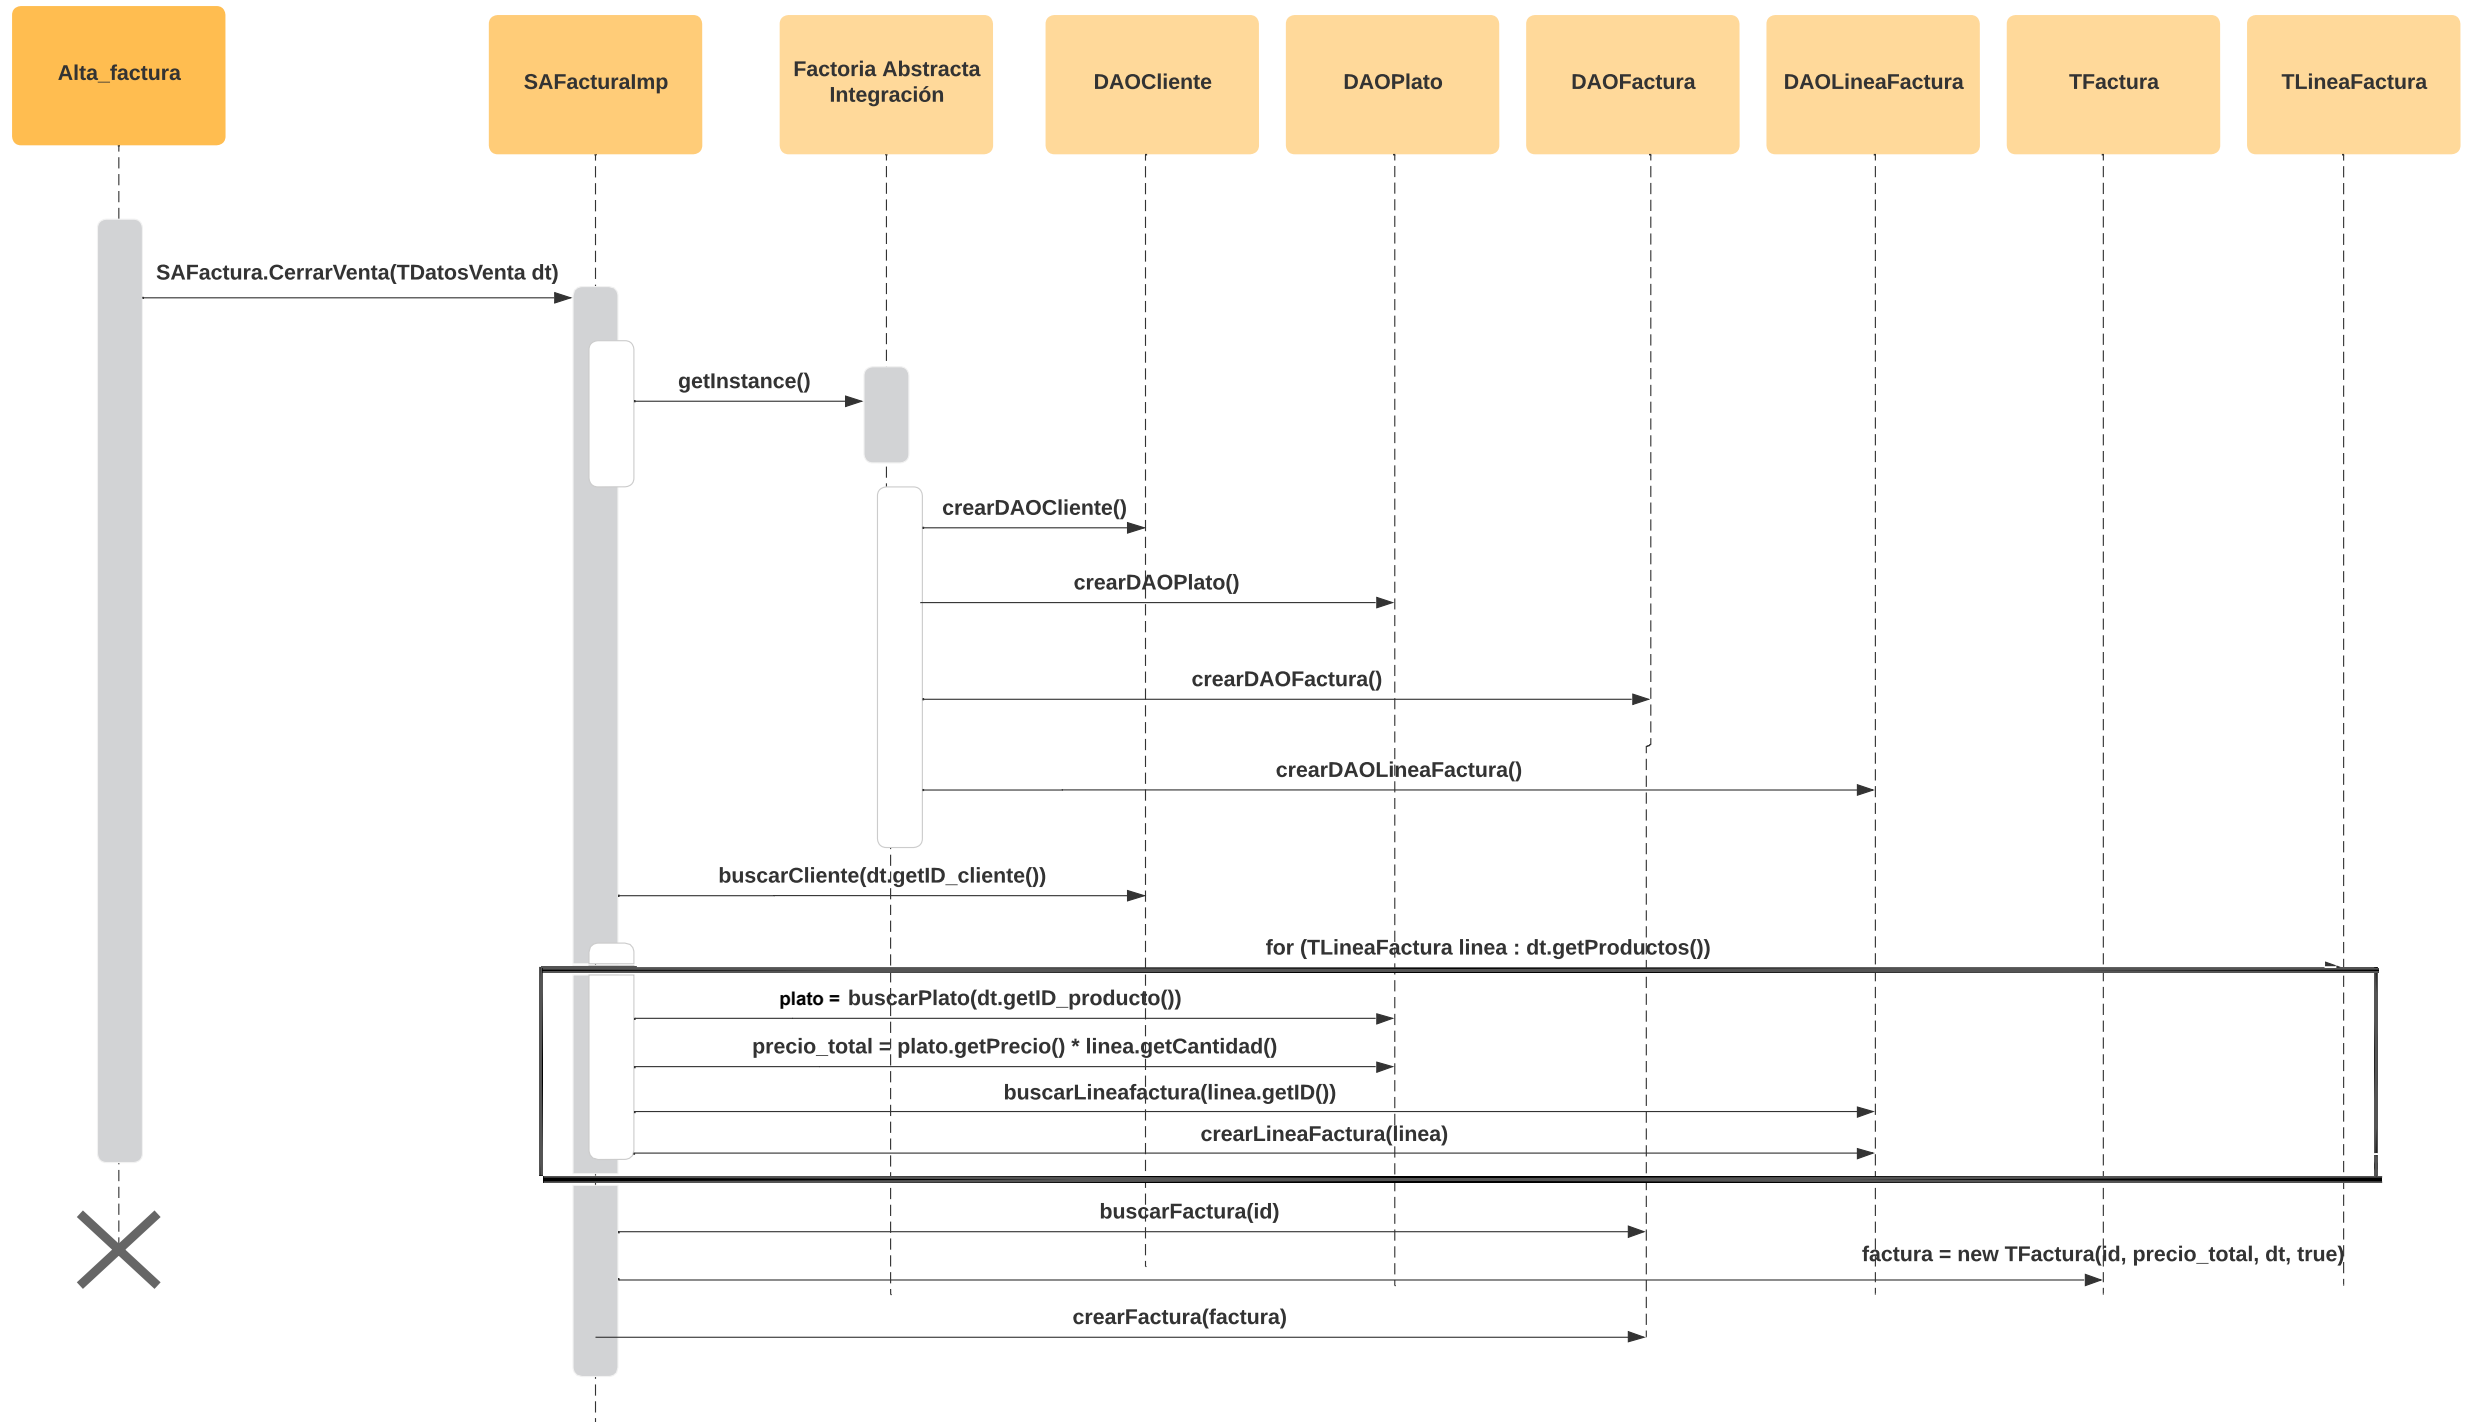 Alta_factura
SAFacturaImp
Factoria Abstracta
Integración
DAOCliente
DAOPlato
DAOFactura
DAOLineaFactura
TFactura
TLineaFactura
SAFactura.CerrarVenta(TDatosVenta dt)
getInstance()
crearDAOCliente()
crearDAOPlato()
crearDAOFactura()
crearDAOLineaFactura()
buscarCliente(dt.getID_cliente())
for (TLineaFactura linea : dt.getProductos())
plato = buscarPlato(dt.getID_producto())
precio_total = plato.getPrecio() * linea.getCantidad()
buscarLineafactura(linea.getID())
crearLineaFactura(linea)
buscarFactura(id)
factura = new TFactura(id, precio_total, dt, true)
crearFactura(factura)